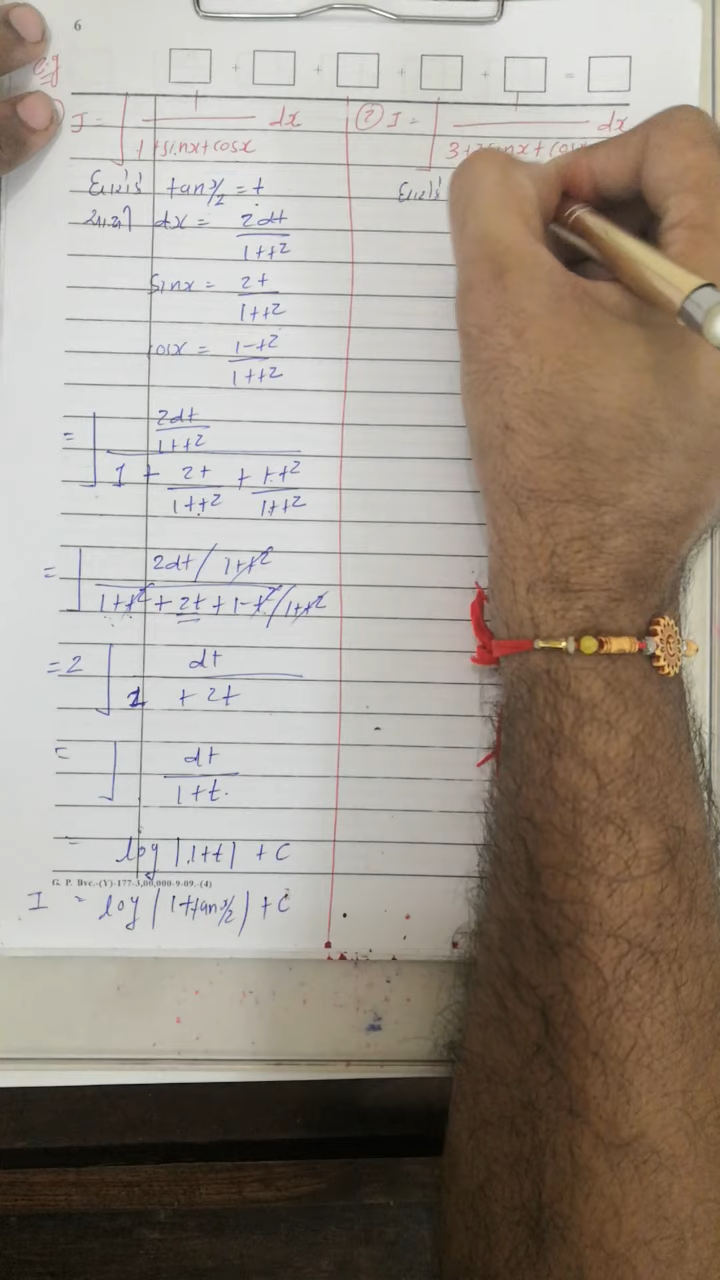 6
e.g
+ + + + =
I = ∫ 1 / 1 + sinx + cosx dx
ધારો tan x/2 = t
dx = 2dt / 1+t²
sinx = 2t / 1+t²
cosx = 1-t² / 1+t²
= ∫ 2dt / 1+t² / 1 + 2t / 1+t² + 1-t² / 1+t²
= ∫ 2dt / 1+t² / 1+t² + 2t + 1-t² / 1+t²
= 2 ∫ dt / 2 + 2t
= ∫ dt / 1+t.
= log |1+t| + C
G. P. Bvc.-(Y)-177-3,00,000-9-09.-(4)
I = log |1+tan x/2| + C
② I = ∫ 1 / dx
ધારો